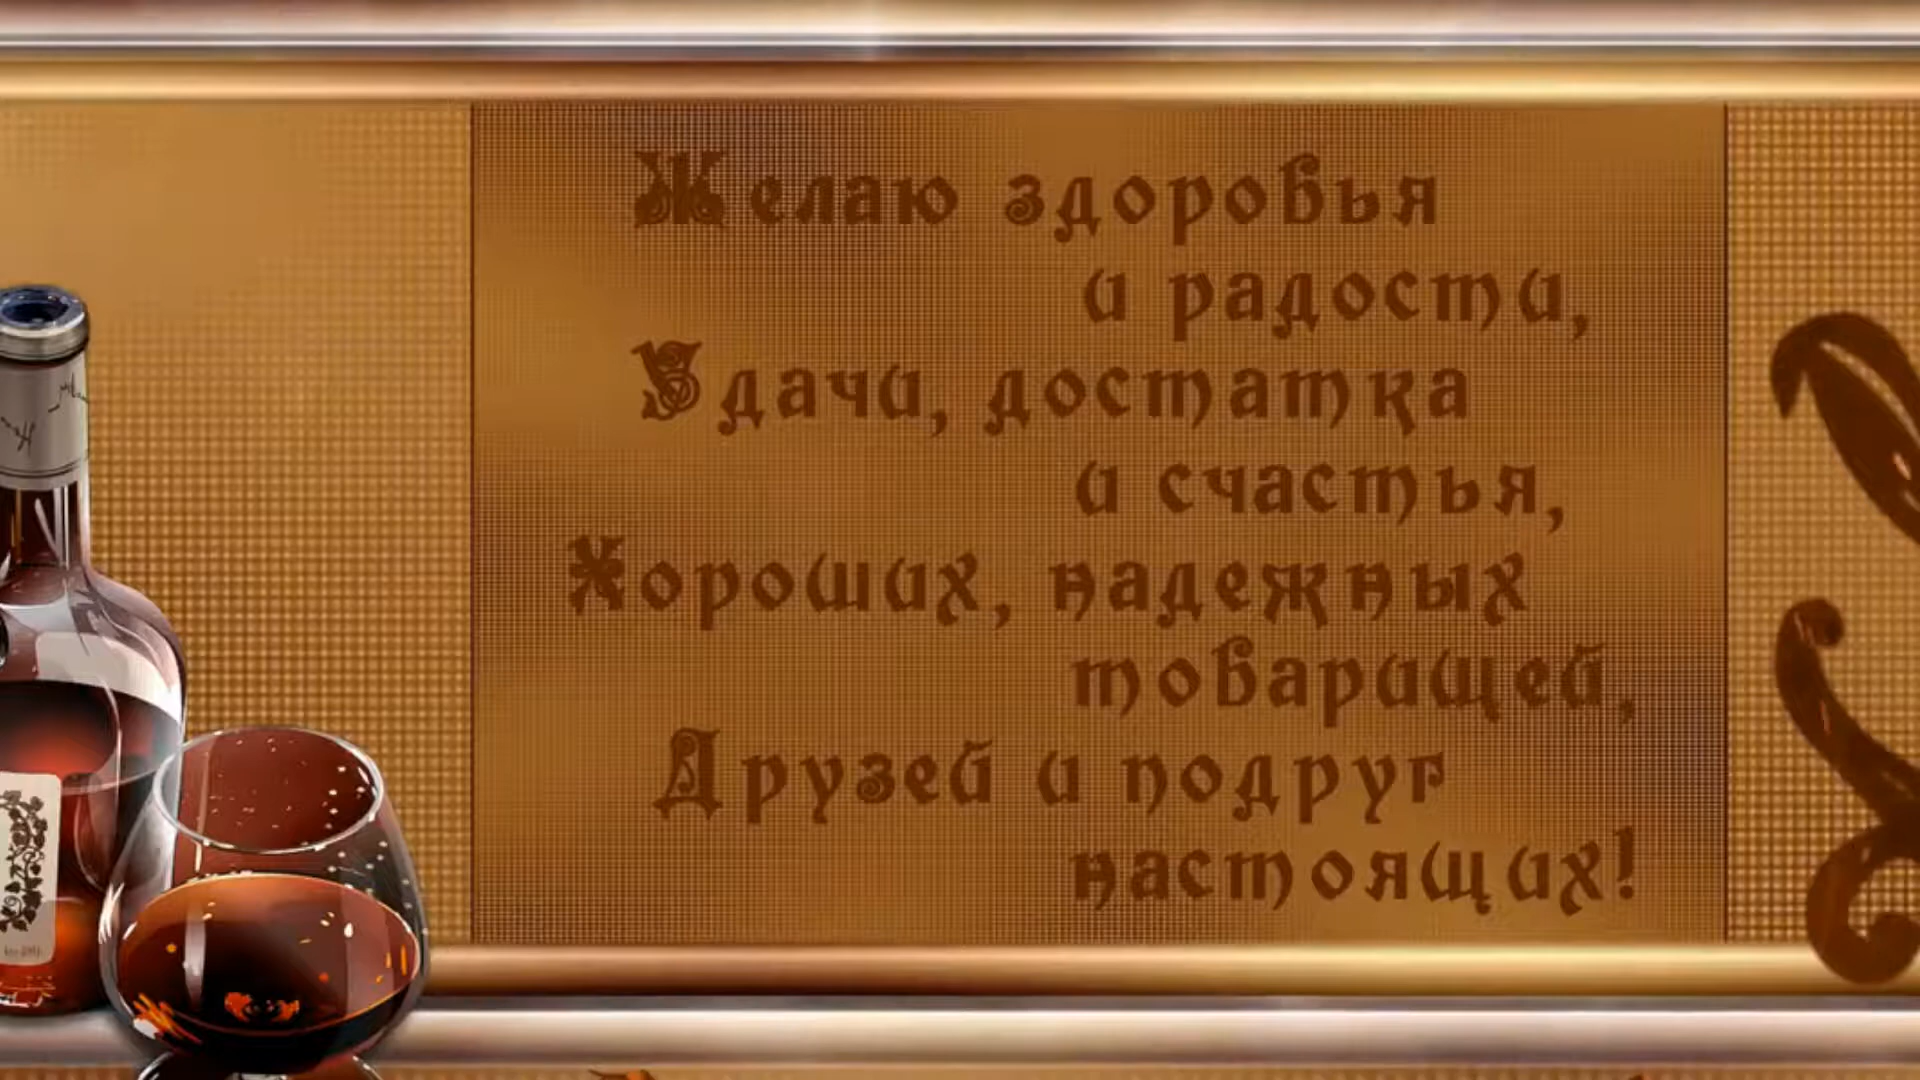 Желаю здоровья
и радости,
Удачи, достатка
и счастья,
Хороших, надежных
товарищей,
Друзей и подруг
настоящих!